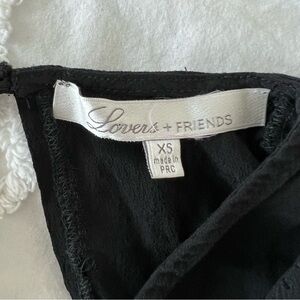 Lovers + FRIENDS
XS
made in
PRC